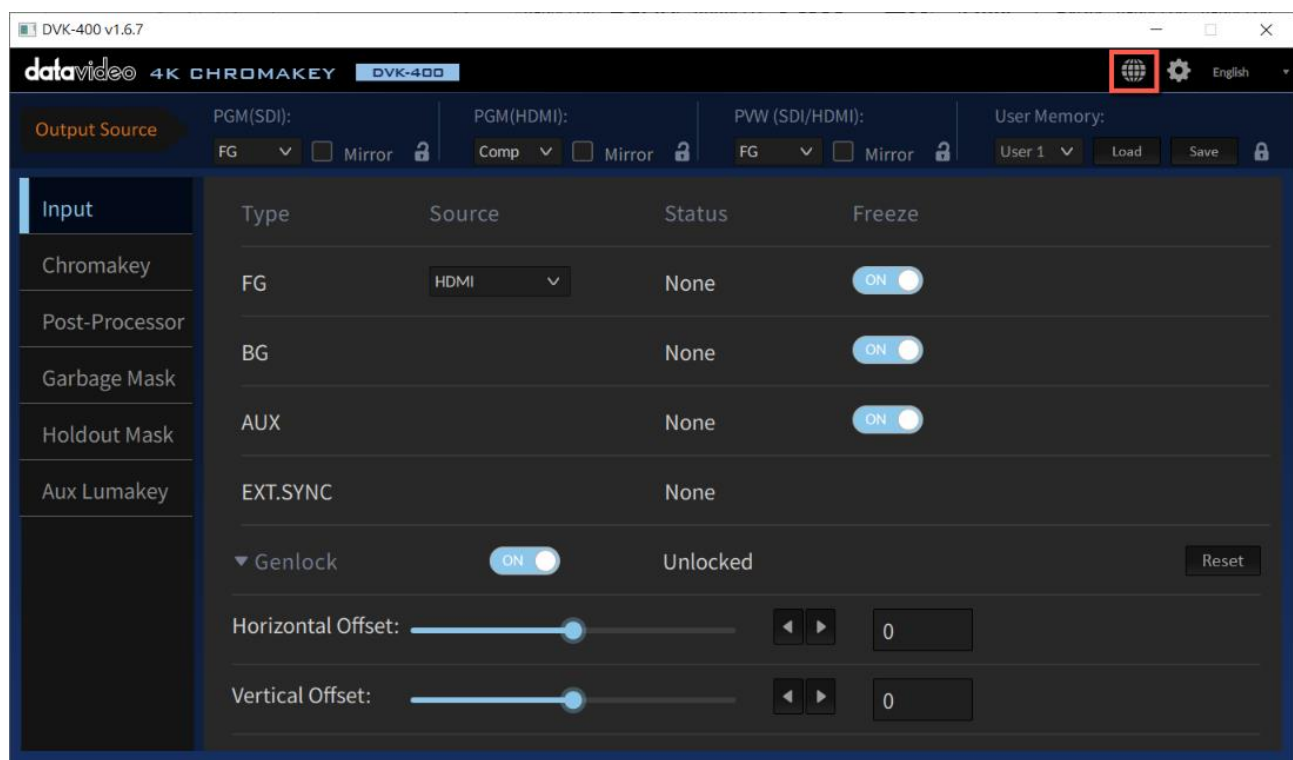 DVK-400 v1.6.7
datavideo 4K CHROMAKEY DVK-400 English
Output Source
PGM(SDI): PGM(HDMI): PVW (SDI/HDMI): User Memory:
FG Mirror Comp Mirror FG Mirror User 1 Load Save
Input
Chromakey
Post-Processor
Garbage Mask
Holdout Mask
Aux Lumakey
Type Source Status Freeze
FG HDMI None ON
BG None ON
AUX None ON
EXT.SYNC None
Genlock ON Unlocked Reset
Horizontal Offset: 0
Vertical Offset: 0